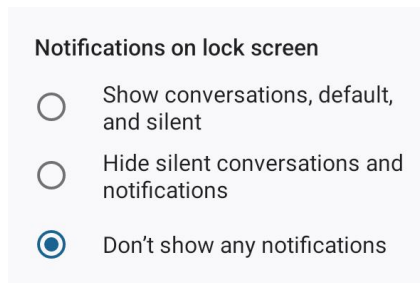 Notifications on lock screen
Show conversations, default,
and silent
Hide silent conversations and
notifications
Don't show any notifications